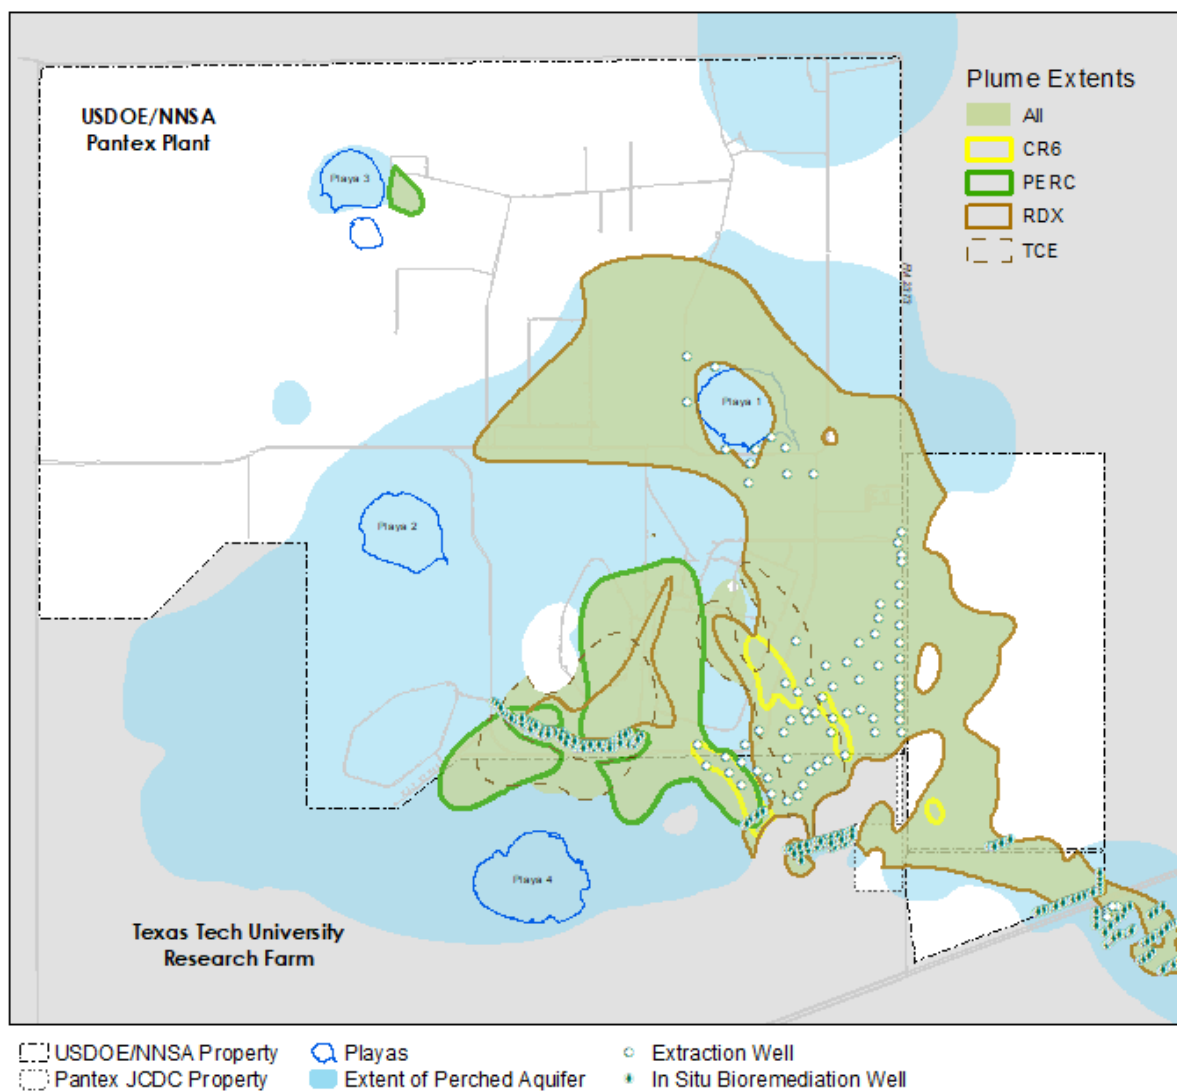 USDOE/NNSA
Pantex Plant
Plume Extents
All
CR6
PERC
RDX
TCE
Playa 3
Playa 1
Playa 2
Playa 4
Texas Tech University
Research Farm
USDOE/NNSA Property
Playas
Extraction Well
Pantex JCDC Property
Extent of Perched Aquifer
In Situ Bioremediation Well